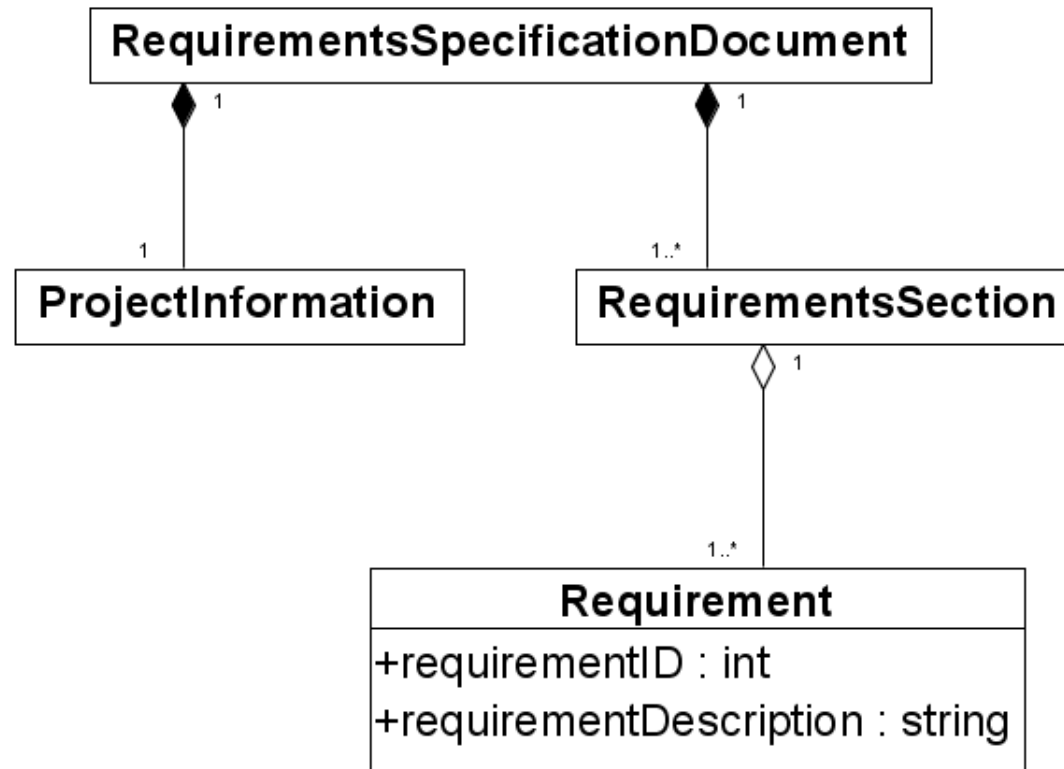 RequirementsSpecificationDocument
1
1
1
1..*
ProjectInformation
RequirementsSection
1
1..*
Requirement
+requirementID : int
+requirementDescription : string